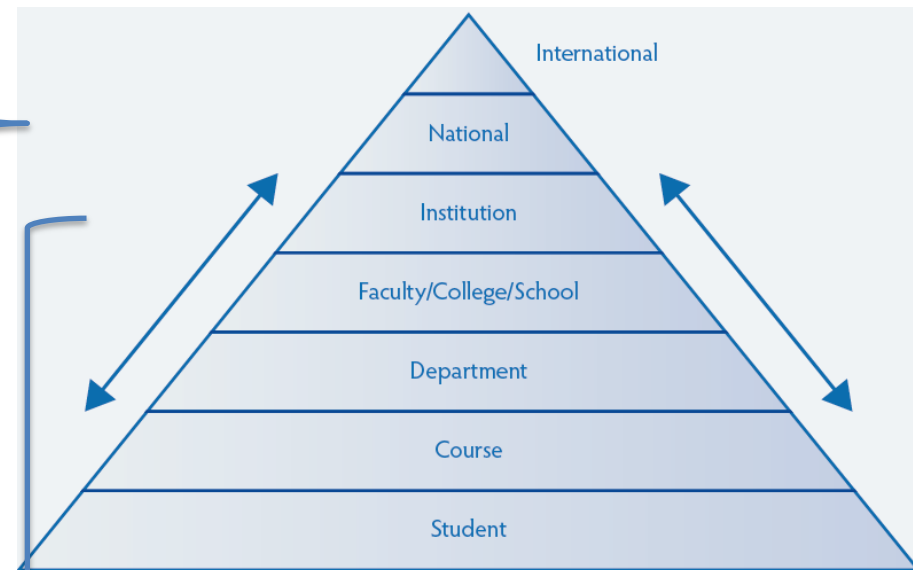 International
National
Institution
Faculty/College/School
Department
Course
Student